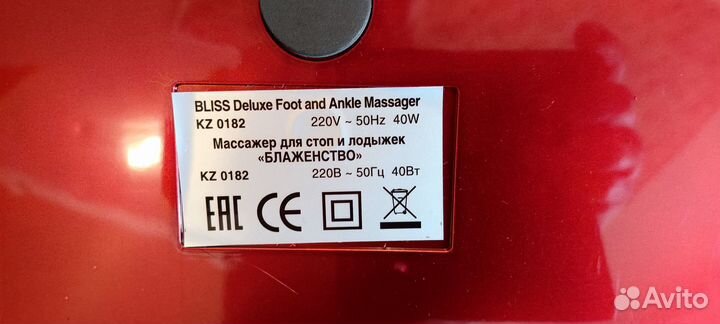 BLISS Deluxe Foot and Ankle Massager
KZ 0182 220V ~ 50Hz 40W
Массажер для стоп и лодыжек
«БЛАЖЕНСТВО»
KZ 0182 220В ~ 50Гц 40Вт
EAC CE
Avito